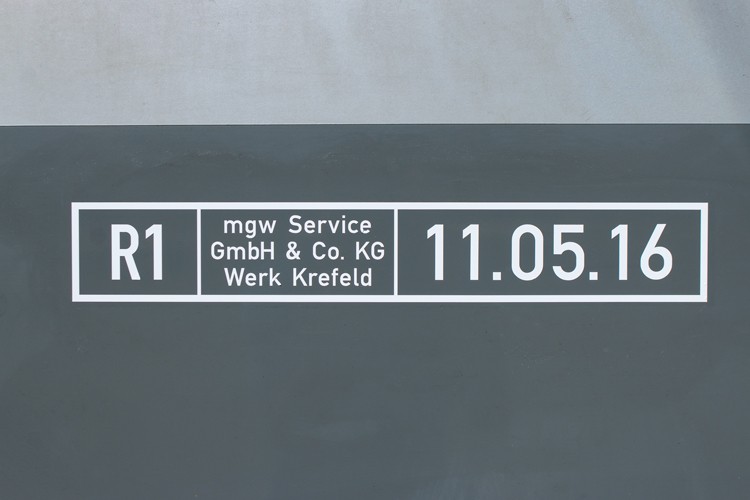 R1
mgw Service
GmbH & Co. KG
Werk Krefeld
11.05.16